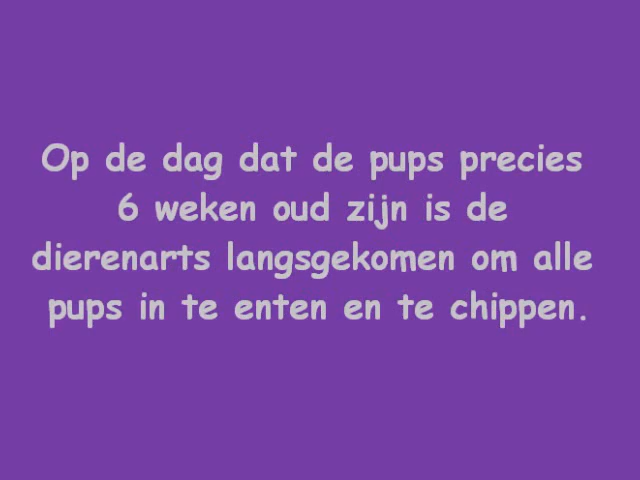 Op de dag dat de pups precies
6 weken oud zijn is de
dierenarts langsgekomen om alle
pups in te enten en te chippen.